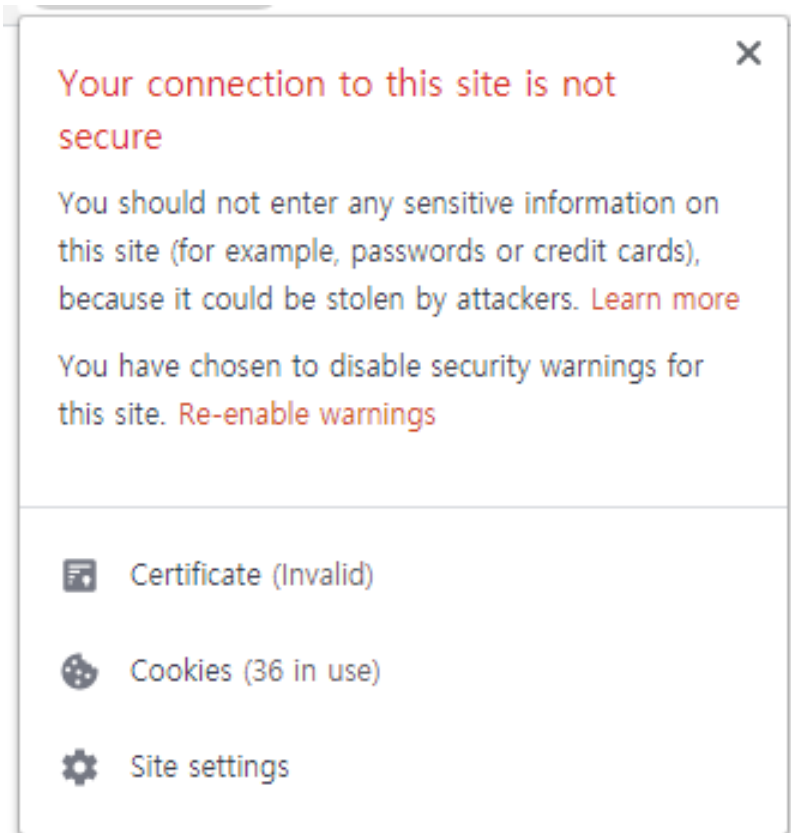 Your connection to this site is not
secure
You should not enter any sensitive information on
this site (for example, passwords or credit cards),
because it could be stolen by attackers. Learn more
You have chosen to disable security warnings for
this site. Re-enable warnings
Certificate (Invalid)
Cookies (36 in use)
Site settings